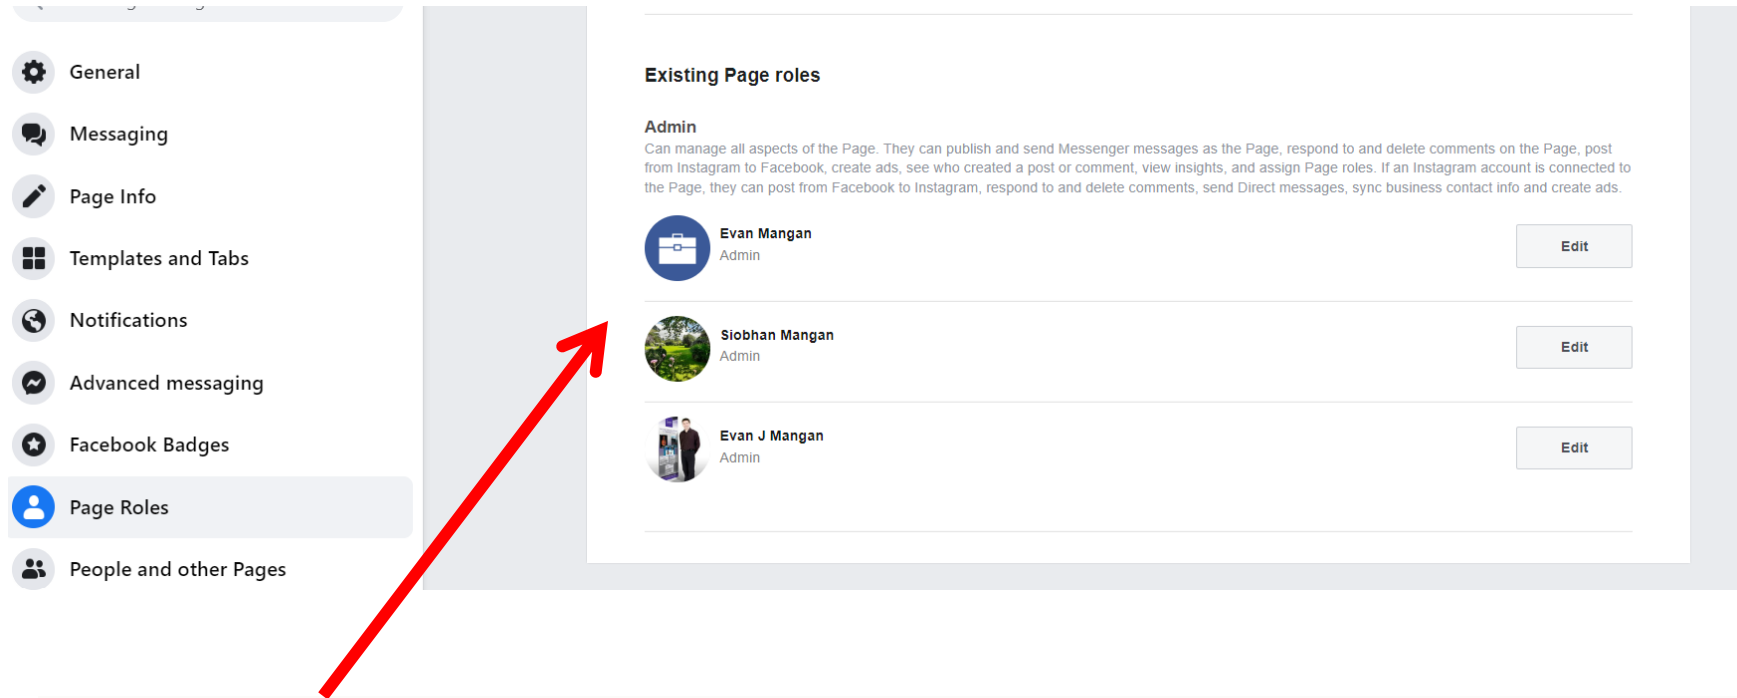 General
Messaging
Page Info
Templates and Tabs
Notifications
Advanced messaging
Facebook Badges
Page Roles
People and other Pages
Existing Page roles
Admin
Can manage all aspects of the Page. They can publish and send Messenger messages as the Page, respond to and delete comments on the Page, post
from Instagram to Facebook, create ads, see who created a post or comment, view insights, and assign Page roles. If an Instagram account is connected to
the Page, they can post from Facebook to Instagram, respond to and delete comments, send Direct messages, sync business contact info and create ads.
Evan Mangan
Admin
Edit
Siobhan Mangan
Admin
Edit
Evan J Mangan
Admin
Edit